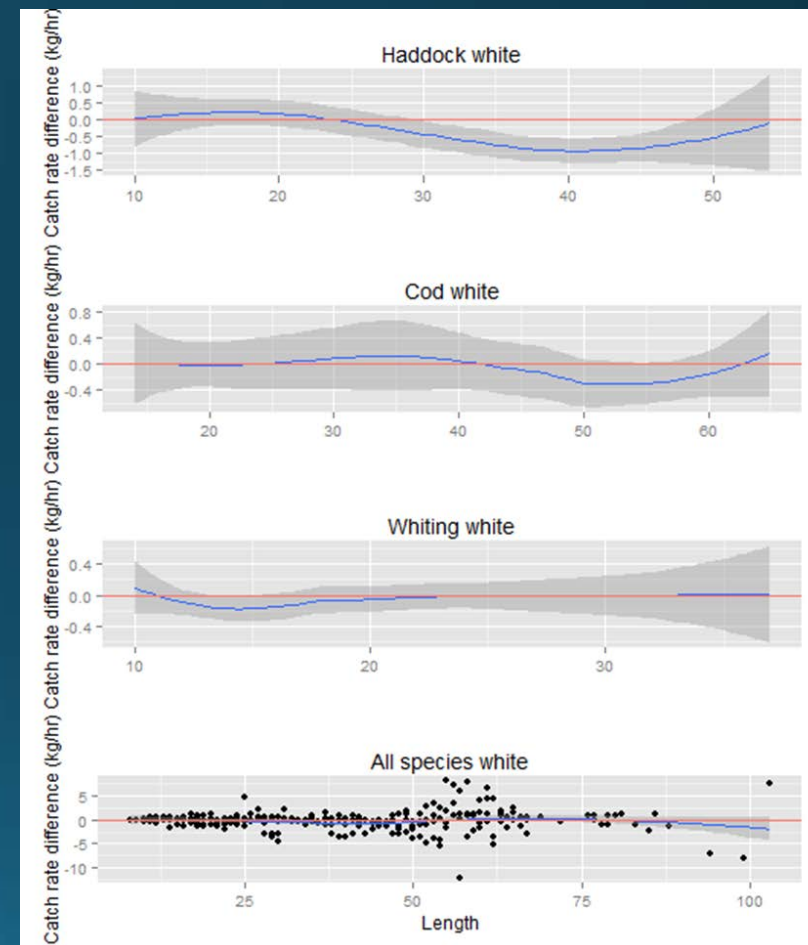 Haddock white
Catch rate difference (kg/hr)
1.0
0.5
0.0
-0.5
-1.0
-1.5
10 20 30 40 50
Cod white
Catch rate difference (kg/hr)
0.8
0.4
0.0
-0.4
20 30 40 50 60
Whiting white
Catch rate difference (kg/hr)
0.4
0.0
-0.4
10 20 30
All species white
Catch rate difference (kg/hr)
5
0
-5
-10
25 50 75 100
Length